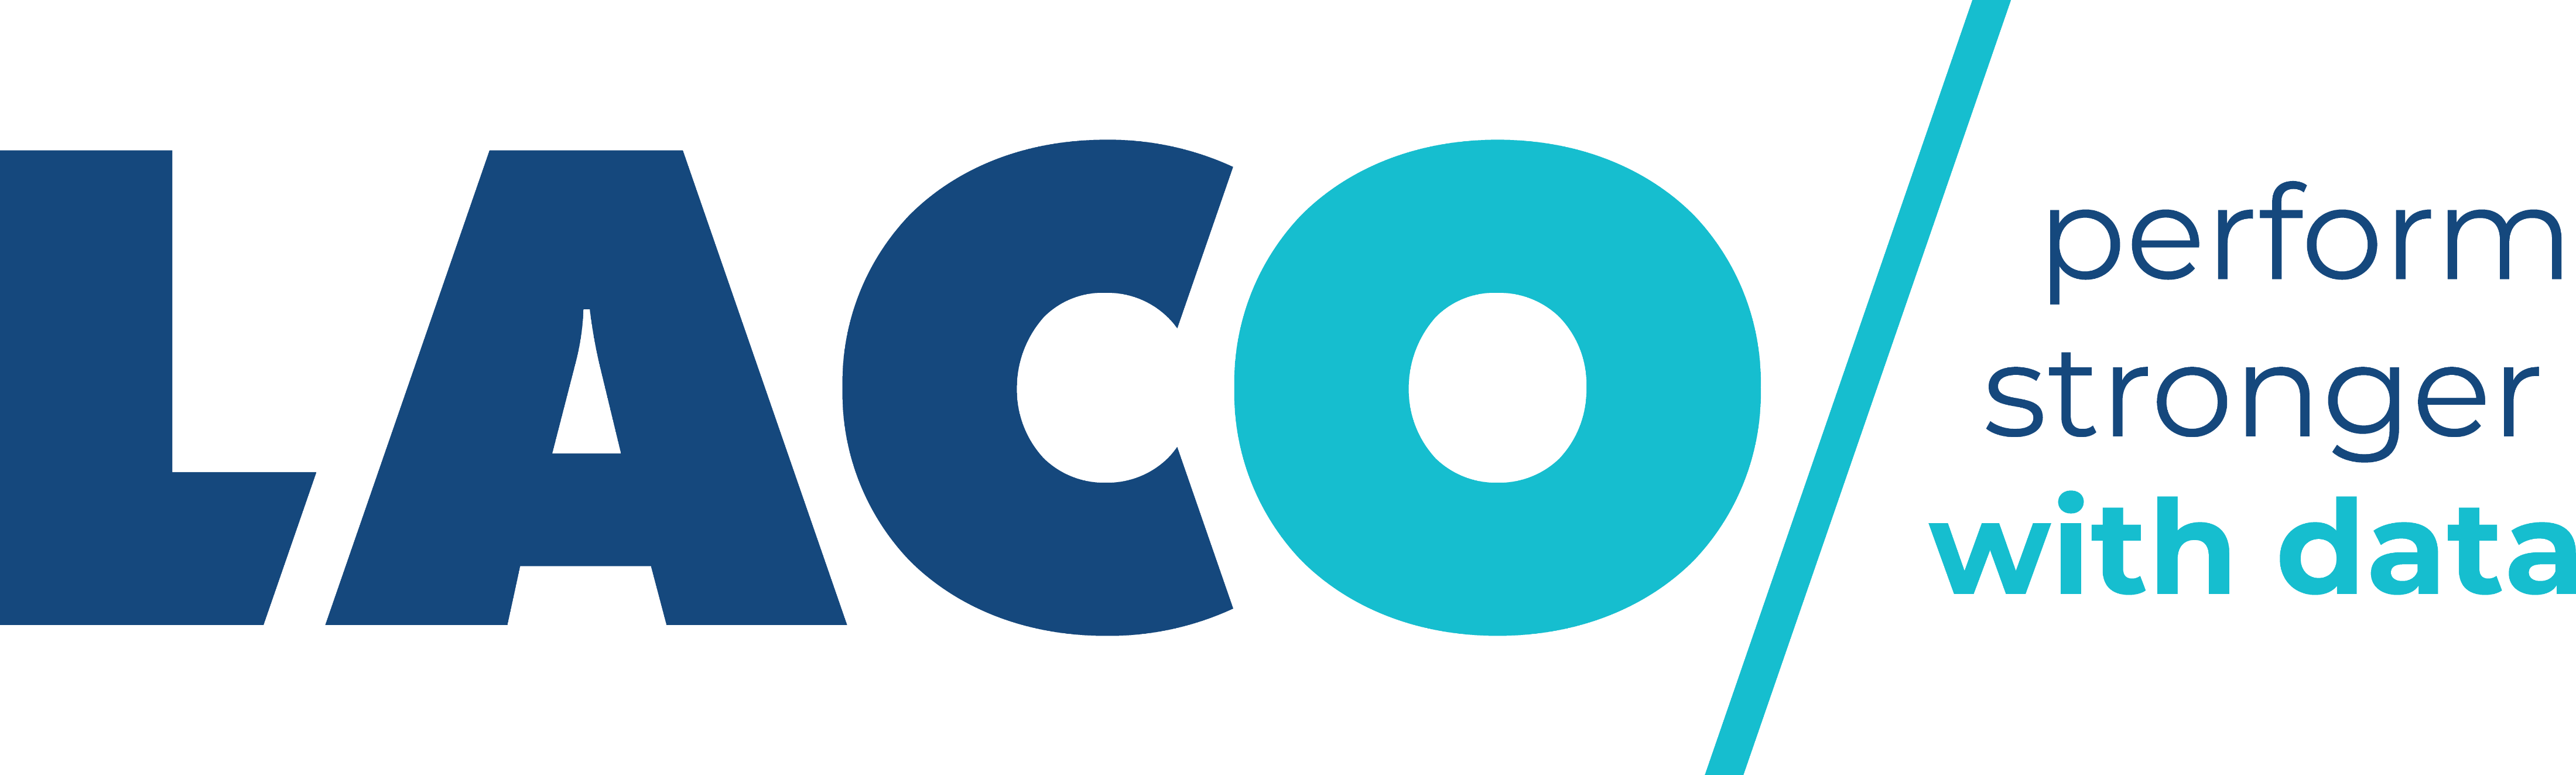 LACO
perform
stronger
with data